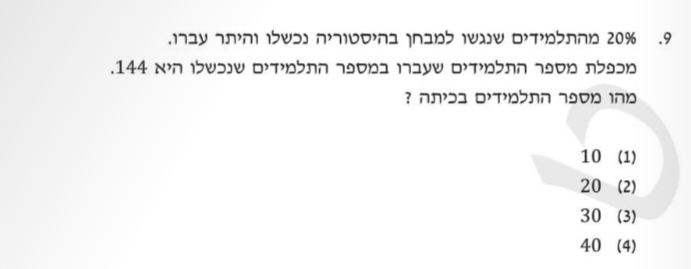 9. 20% מהתלמידים שנגשו למבחן בהיסטוריה נכשלו והיתר עברו.
מכפלת מספר התלמידים שעברו במספר התלמידים שנכשלו היא 144.
מהו מספר התלמידים בכיתה ?
(1) 10
(2) 20
(3) 30
(4) 40